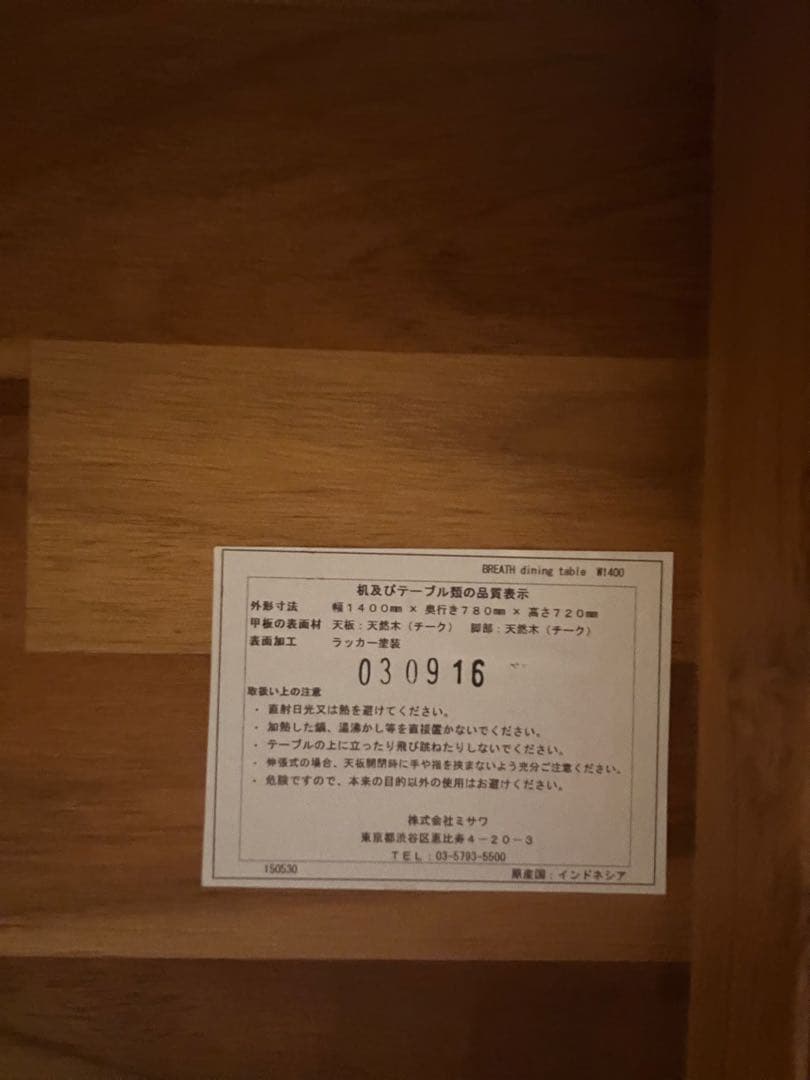 BREATH dining table W1400
机及びテーブル類の品質表示
外形寸法 幅1400㎜ × 奥行き780㎜ × 高さ720㎜
甲板の表面材 天板：天然木（チーク） 脚部：天然木（チーク）
表面加工 ラッカー塗装
030916
取扱い上の注意
・ 直射日光又は熱を避けてください。
・ 加熱した鍋、湯沸かし等を直接置かないでください。
・ テーブルの上に立ったり飛び跳ねたりしないでください。
・ 伸張式の場合、天板開閉時に手や指を挟まないよう充分ご注意ください。
・ 危険ですので、本来の目的以外の使用はお避けください。
株式会社ミサワ
東京都渋谷区恵比寿4－20－3
ＴＥＬ：03-5793-5500
150530 原産国：インドネシア